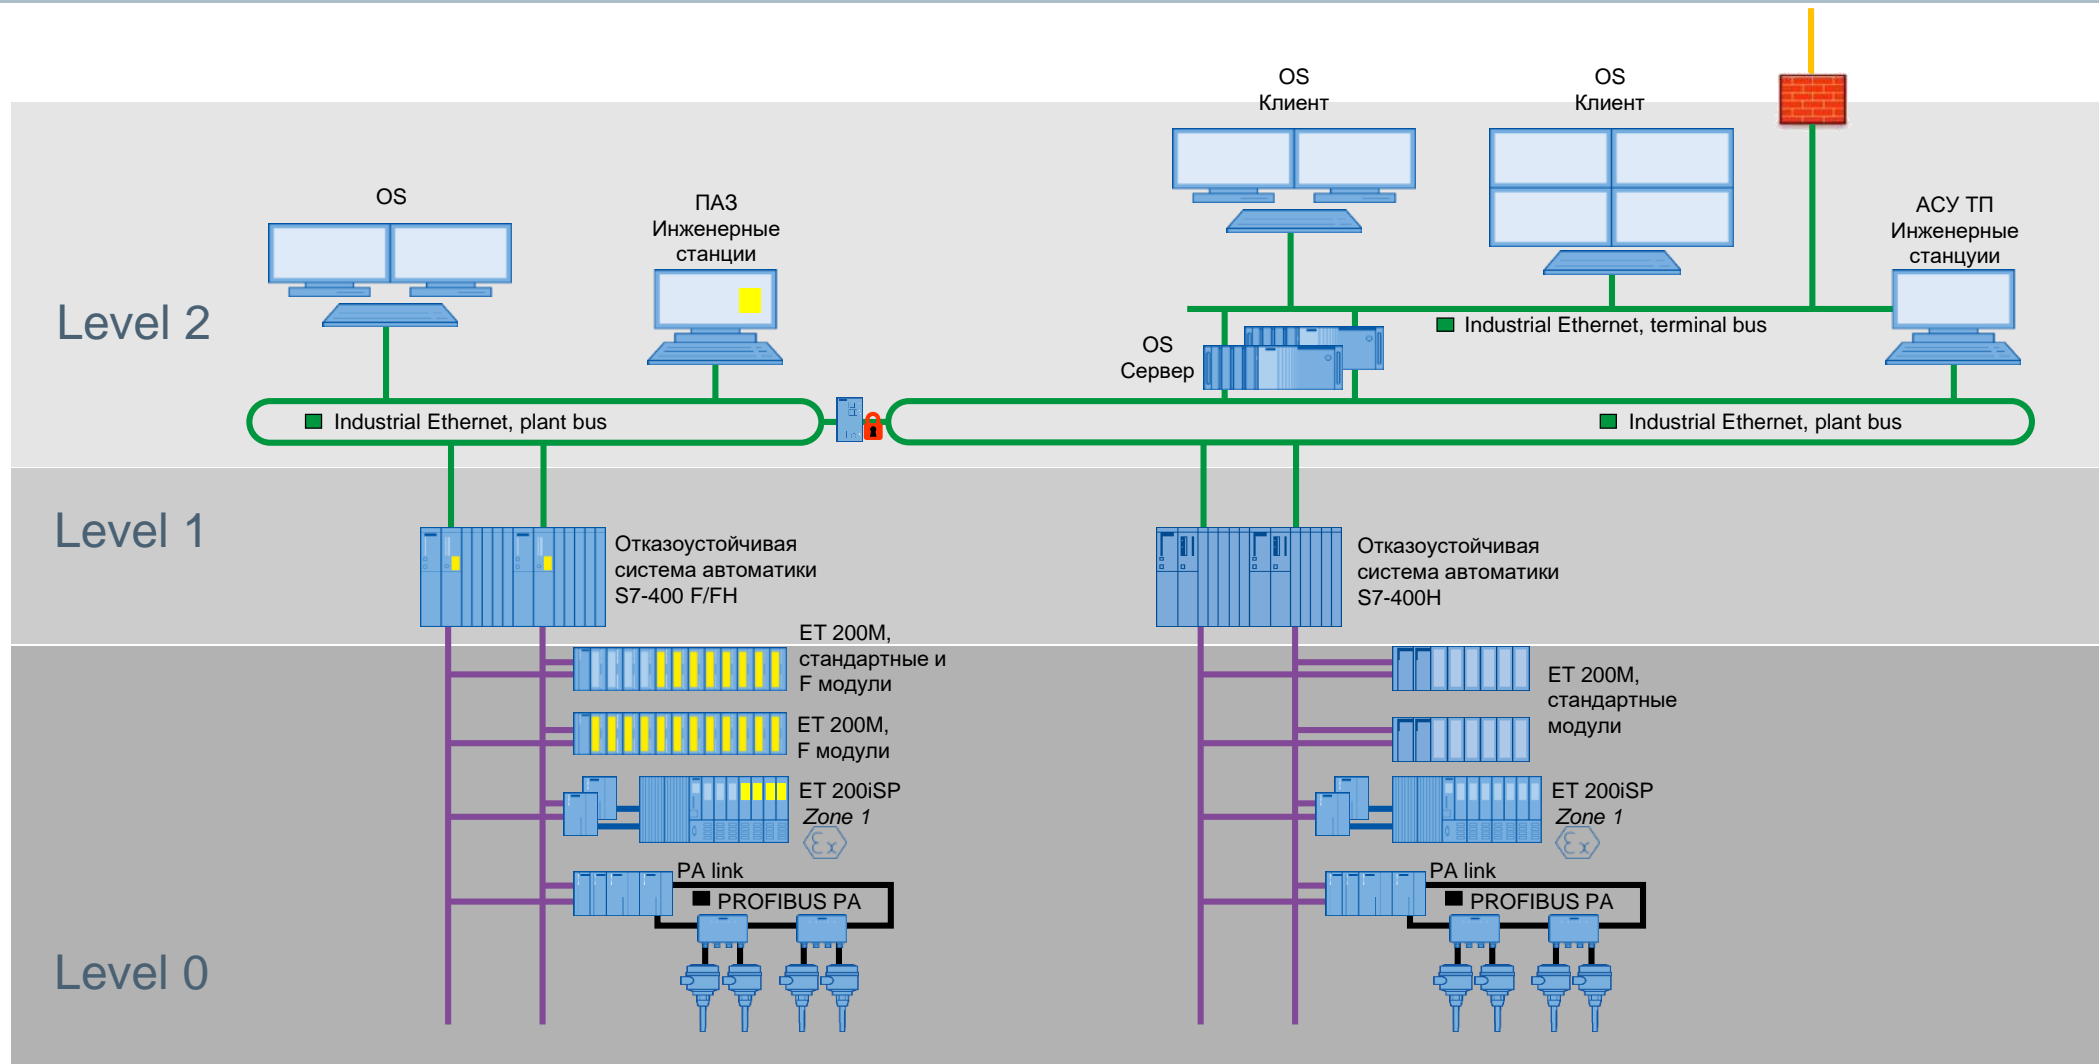 OS
Клиент
OS
Клиент
OS
ПАЗ
Инженерные
станции
АСУ ТП
Инженерные
станцуии
Level 2
Industrial Ethernet, terminal bus
OS
Сервер
Industrial Ethernet, plant bus
Industrial Ethernet, plant bus
Level 1
Отказоустойчивая
система автоматики
S7-400 F/FH
Отказоустойчивая
система автоматики
S7-400H
ET 200M,
стандартные и
F модули
ET 200M,
стандартные
модули
ET 200M,
F модули
ET 200iSP
Zone 1
Ex
ET 200iSP
Zone 1
Ex
PA link
PROFIBUS PA
PA link
PROFIBUS PA
Level 0